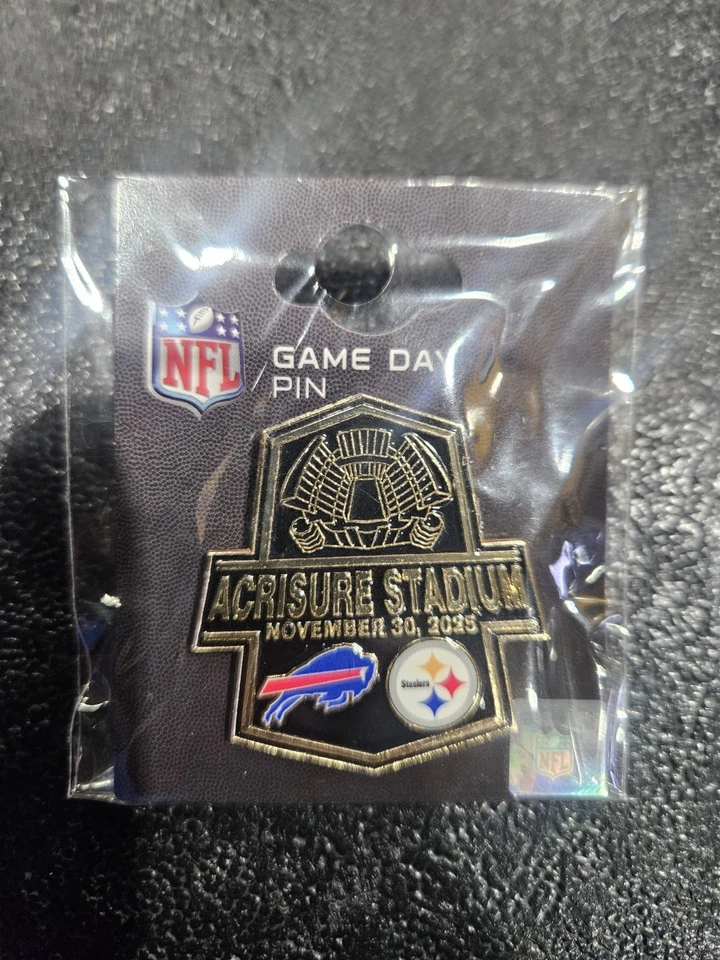 NFL
GAME DAY
PIN
ACRISURE STADIUM
NOVEMBER 30, 2025
Steelers
NFL